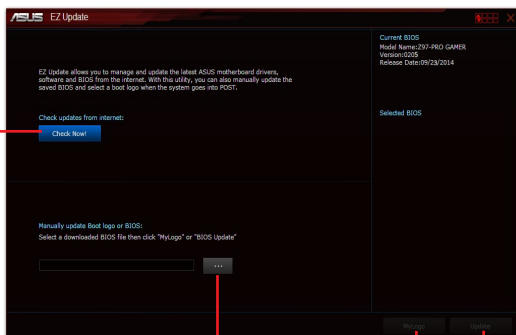 ASUS EZ Update
Current BIOS
Model Name:Z97-PRO GAMER
Version:0205
Release Date:09/23/2014
EZ Update allows you to manage and update the latest ASUS motherboard drivers,
software and BIOS from the internet. With this utility, you can also manually update the
saved BIOS and select a boot logo when the system goes into POST.
Check updates from internet:
Selected BIOS
Check Now!
Manually update Boot logo or BIOS:
Select a downloaded BIOS file then click "MyLogo" or "BIOS Update"
...
MyLogo
Update